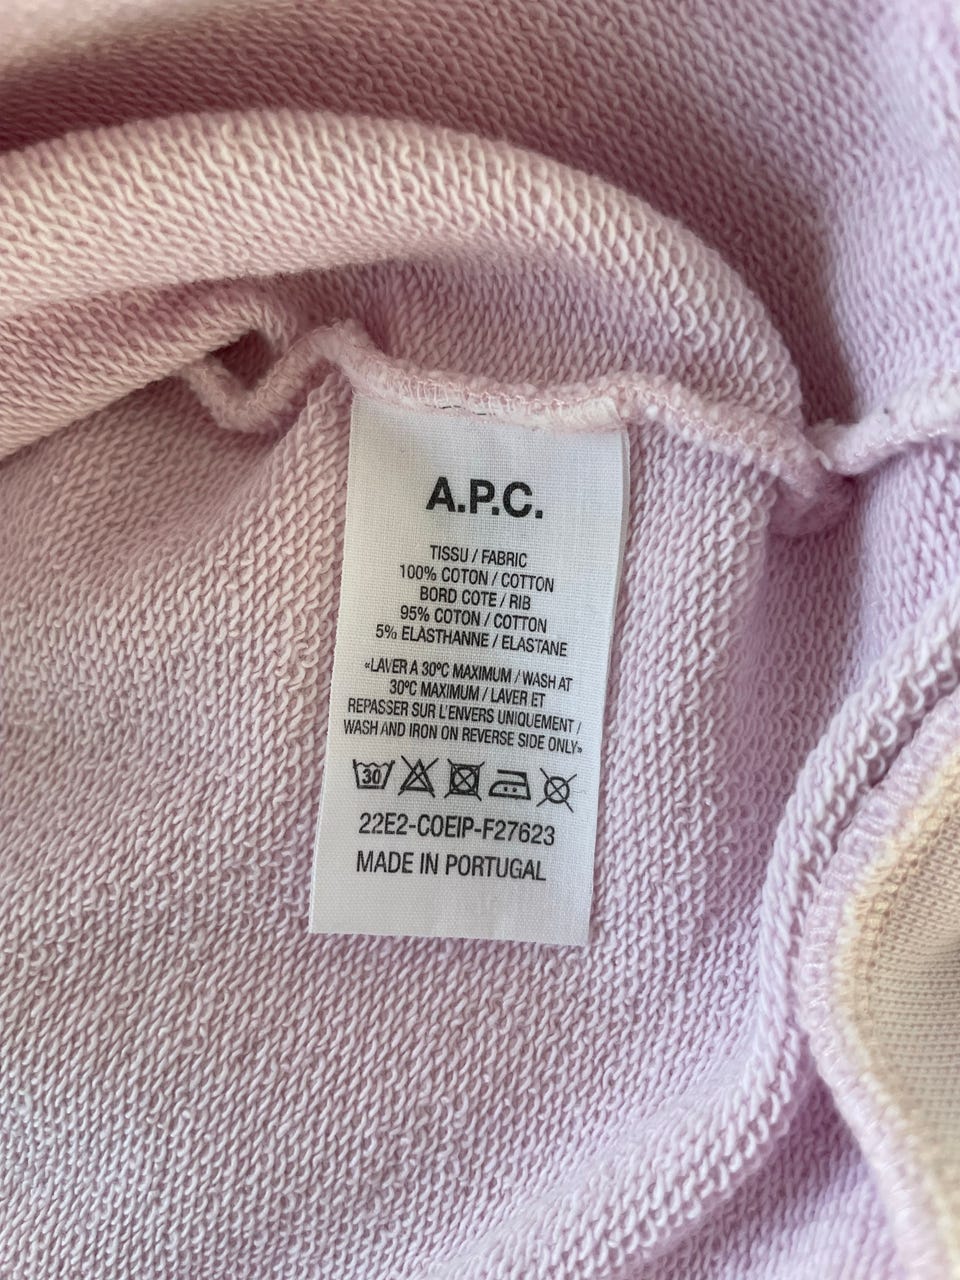 A.P.C.
TISSU / FABRIC
100% COTON / COTTON
BORD COTE / RIB
95% COTON / COTTON
5% ELASTHANNE / ELASTANE
«LAVER A 30ºC MAXIMUM / WASH AT
30ºC MAXIMUM / LAVER ET
REPASSER SUR L'ENVERS UNIQUEMENT /
WASH AND IRON ON REVERSE SIDE ONLY»
30
22E2-COEIP-F27623
MADE IN PORTUGAL